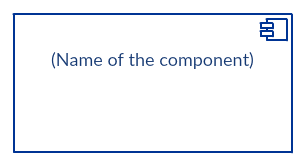 (Name of the component)